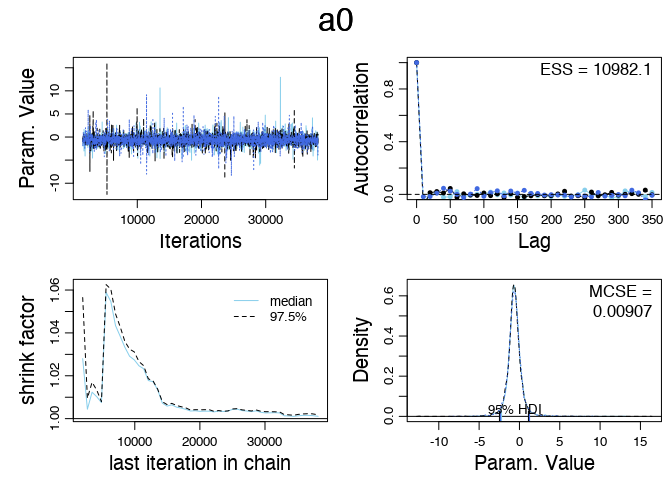 a0
Param. Value
-10
0
5
10
10000 20000 30000
Iterations
Autocorrelation
0.0 0.4 0.8
ESS = 10982.1
0 50 100 150 200 250 300 350
Lag
shrink factor
1.00 1.02 1.04 1.06
median
97.5%
10000 20000 30000
last iteration in chain
Density
0.0 0.2 0.4 0.6
MCSE =
0.00907
95% HDI
-10 -5 0 5 10 15
Param. Value